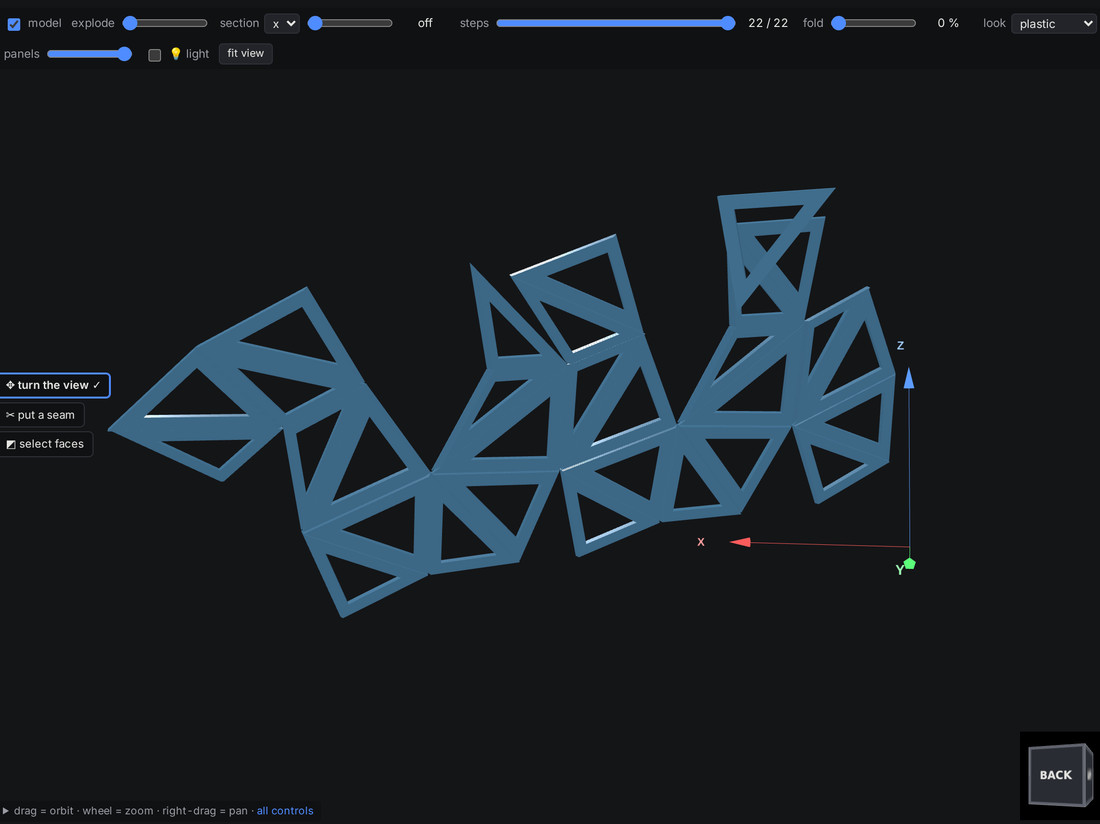 model explode section x off steps 22 / 22 fold 0 % look plastic
panels 💡 light fit view
Z
✥ turn the view ✓
✂ put a seam
◩ select faces
X
Y
BACK
▶ drag = orbit · wheel = zoom · right-drag = pan · all controls